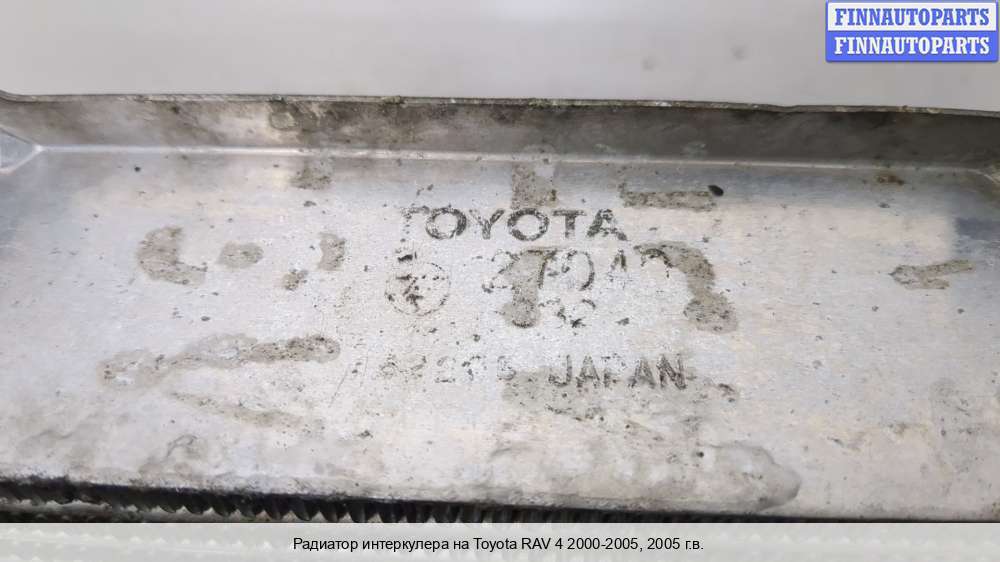 FINNAUTOPARTS
FINNAUTOPARTS
TOYOTA
JAPAN
Радиатор интеркулера на Toyota RAV 4 2000-2005, 2005 г.в.